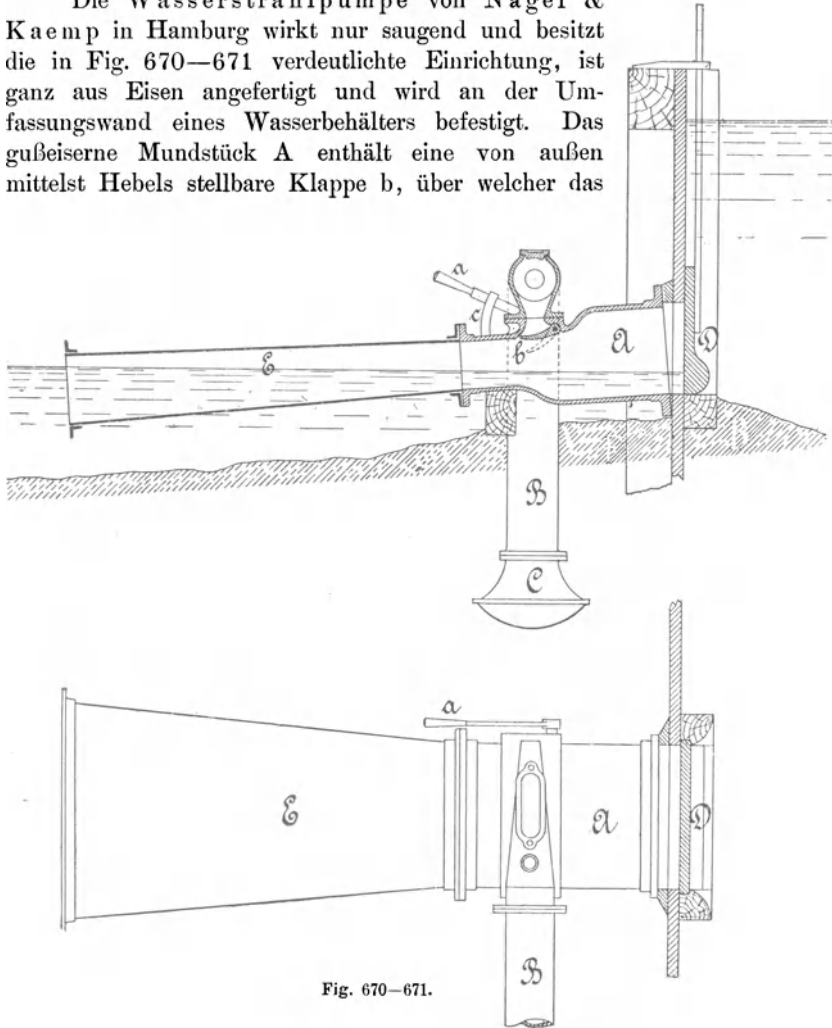 Die Wasserstrahlpumpe von Nagel &
Kaemp in Hamburg wirkt nur saugend und besitzt
die in Fig. 670—671 verdeutlichte Einrichtung, ist
ganz aus Eisen angefertigt und wird an der Um-
fassungswand eines Wasserbehälters befestigt. Das
gußeiserne Mundstück A enthält eine von außen
mittelst Hebels stellbare Klappe b, über welcher das
a
c
b
A
D
E
B
C
a
E
A
D
B
Fig. 670—671.